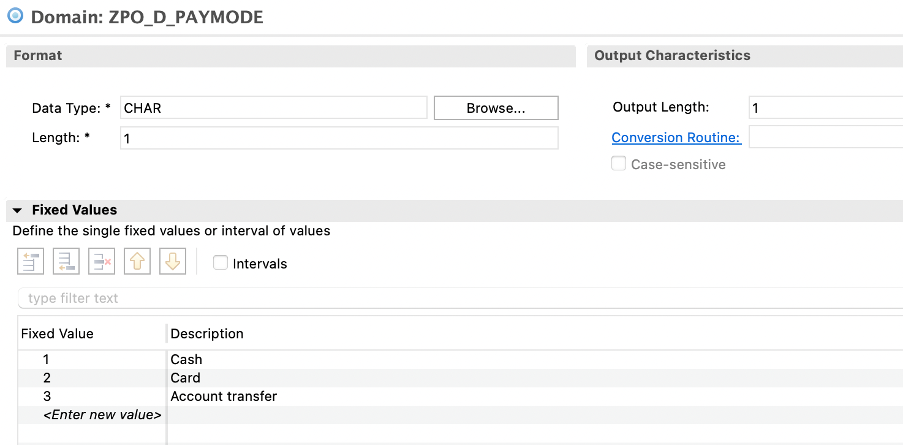 Domain: ZPO_D_PAYMODE
Format
Data Type: * CHAR Browse...
Length: * 1
Output Characteristics
Output Length: 1
Conversion Routine:
Case-sensitive
Fixed Values
Define the single fixed values or interval of values
Intervals
type filter text
Fixed Value Description
1 Cash
2 Card
3 Account transfer
<Enter new value>